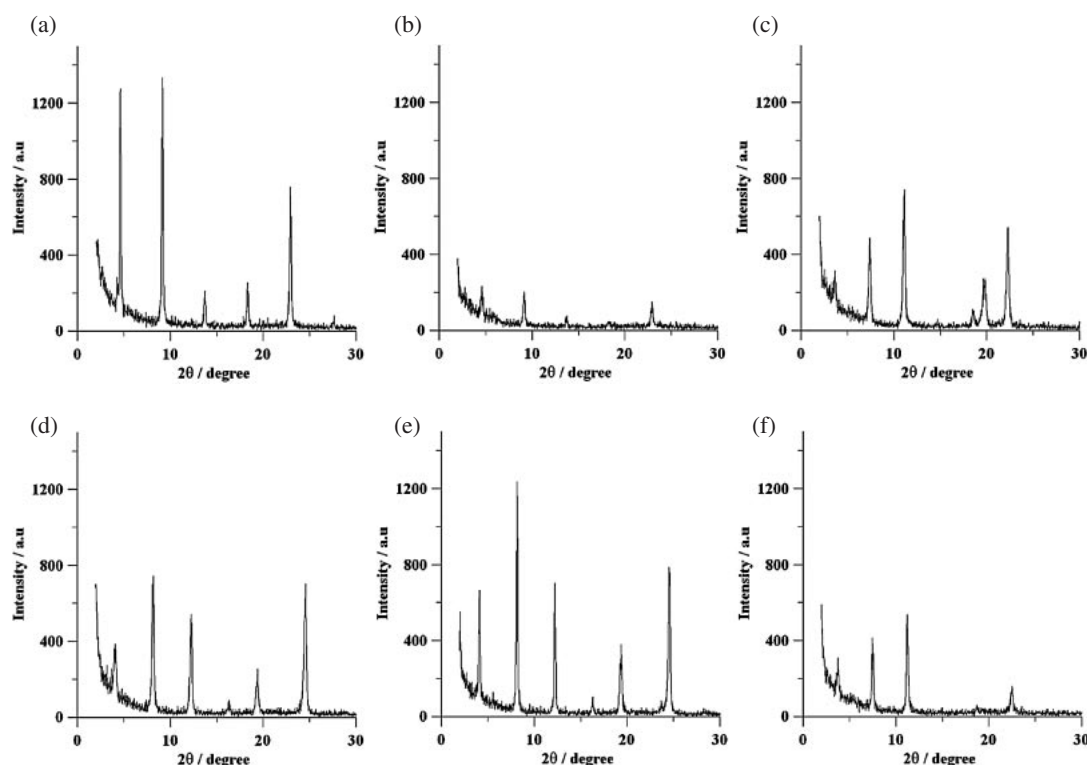 (a) (b) (c)
1200 1200 1200
Intensity / a.u Intensity / a.u Intensity / a.u
800 800 800
400 400 400
0 0 0
0 10 20 30 0 10 20 30 0 10 20 30
2θ / degree 2θ / degree 2θ / degree
(d) (e) (f)
1200 1200 1200
Intensity / a.u Intensity / a.u Intensity / a.u
800 800 800
400 400 400
0 0 0
0 10 20 30 0 10 20 30 0 10 20 30
2θ / degree 2θ / degree 2θ / degree